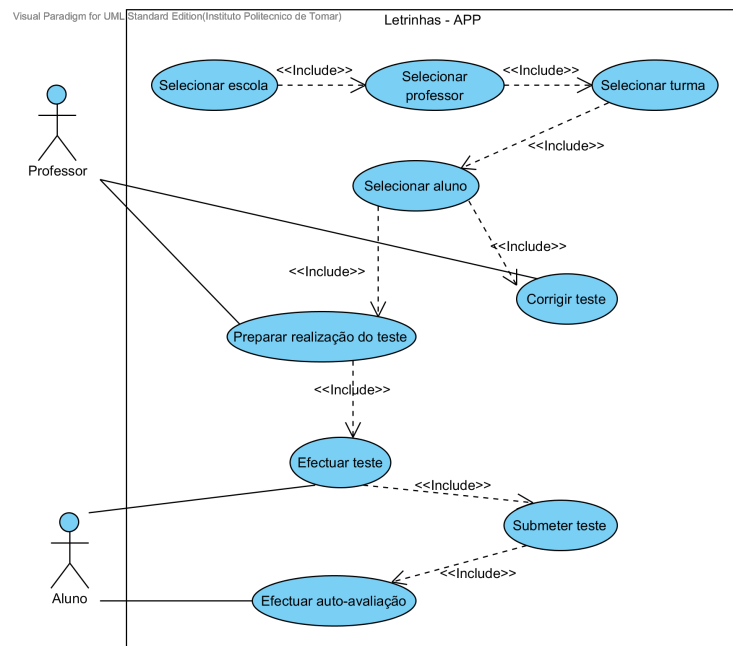 Visual Paradigm for UML Standard Edition(Instituto Politecnico de Tomar)
Letrinhas - APP
<<Include>>
<<Include>>
Selecionar escola
Selecionar
professor
Selecionar turma
Professor
<<Include>>
Selecionar aluno
<<Include>>
<<Include>>
Corrigir teste
Preparar realização do teste
<<Include>>
Efectuar teste
<<Include>>
Submeter teste
<<Include>>
Aluno
Efectuar auto-avaliação